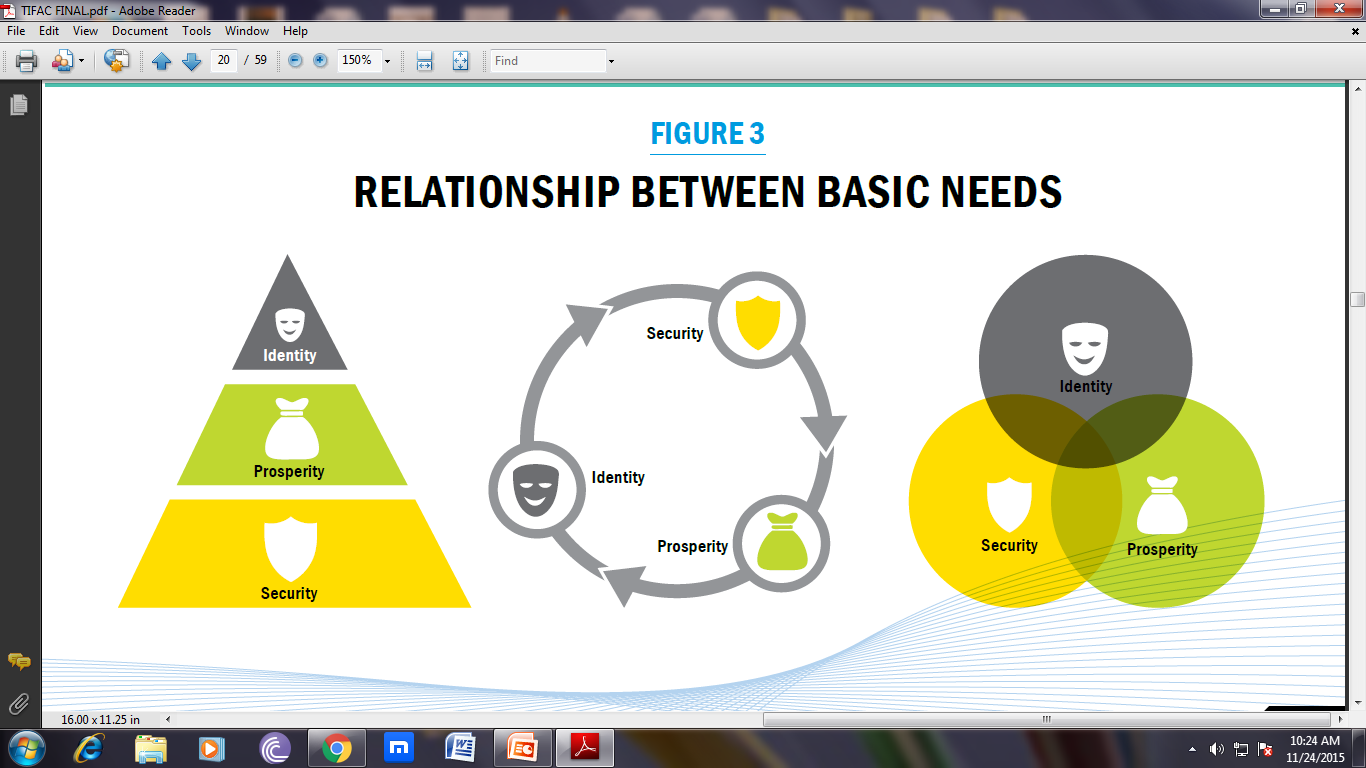 TIFAC FINAL.pdf - Adobe Reader
File Edit View Document Tools Window Help
20 / 59 150% Find
FIGURE 3
RELATIONSHIP BETWEEN BASIC NEEDS
Identity
Prosperity
Security
Security
Identity
Prosperity
Identity
Security
Prosperity
16.00 x 11.25 in
10:24 AM
11/24/2015